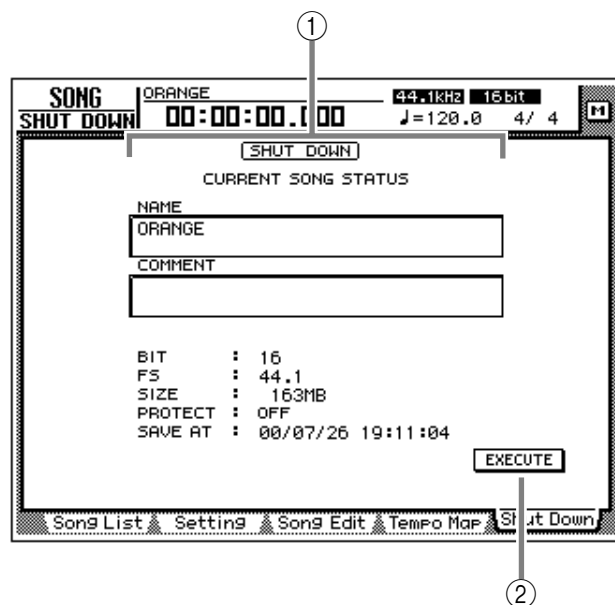 ①
SONG
SHUT DOWN
ORANGE
00:00:00.000
44.1kHz 16bit
♩=120.0 4/ 4
M
SHUT DOWN
CURRENT SONG STATUS
NAME
ORANGE
COMMENT
BIT : 16
FS : 44.1
SIZE : 163MB
PROTECT : OFF
SAVE AT : 00/07/26 19:11:04
EXECUTE
Song List Setting Song Edit Tempo Map Shut Down
②